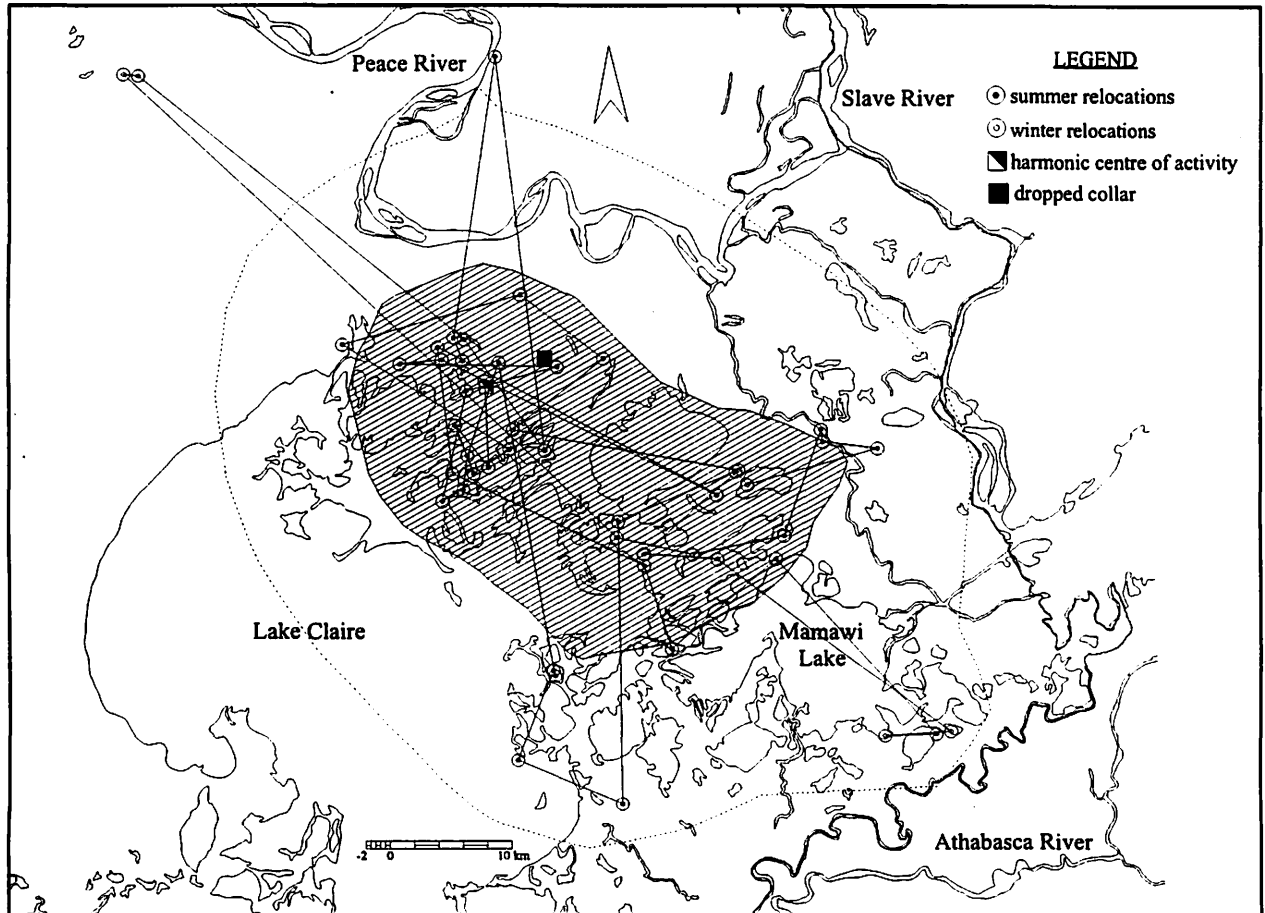 Peace River
LEGEND
Slave River
summer relocations
winter relocations
harmonic centre of activity
dropped collar
Lake Claire
Mamawi
Lake
-2 0 10 km
Athabasca River